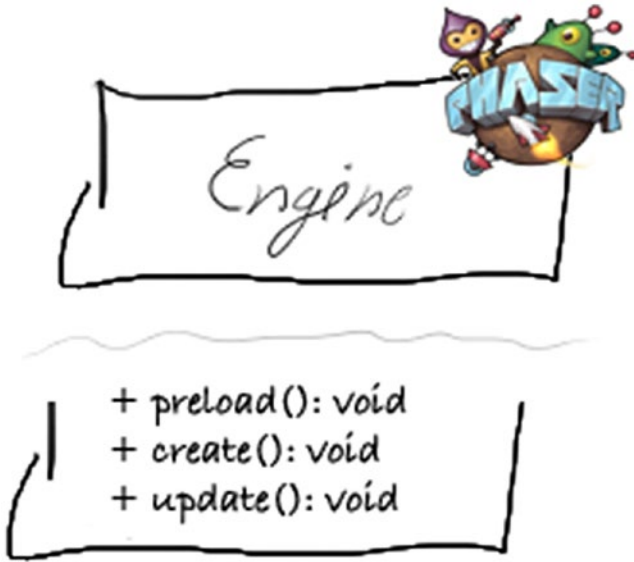 PHASER
Engine
+ preload(): void
+ create(): void
+ update(): void